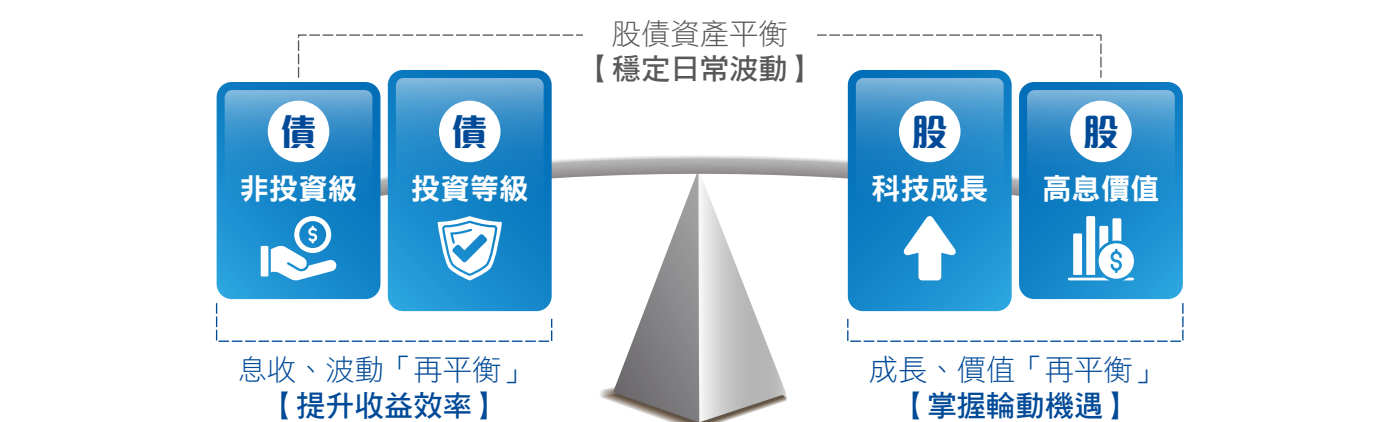 股債資產平衡
【穩定日常波動】
債
非投資級
$
債
投資等級
股
科技成長
股
高息價值
$
息收、波動「再平衡」
【提升收益效率】
成長、價值「再平衡」
【掌握輪動機遇】